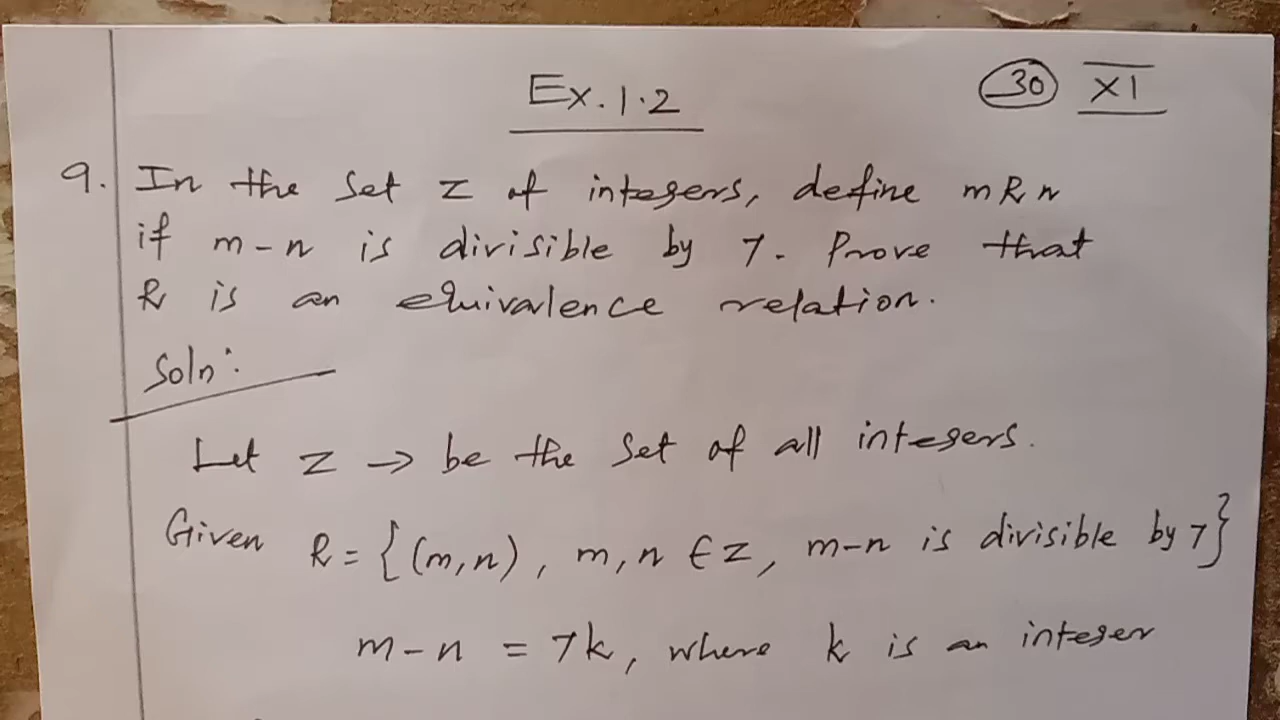 Ex. 1.2
30 XI
9. In the Set Z of integers, define m R n
if m-n is divisible by 7. Prove that
R is an equivalence relation.
Soln:
Let Z → be the Set of all integers.
Given R = { (m,n), m,n ∈ Z, m-n is divisible by 7}
m-n = 7k, where k is an integer